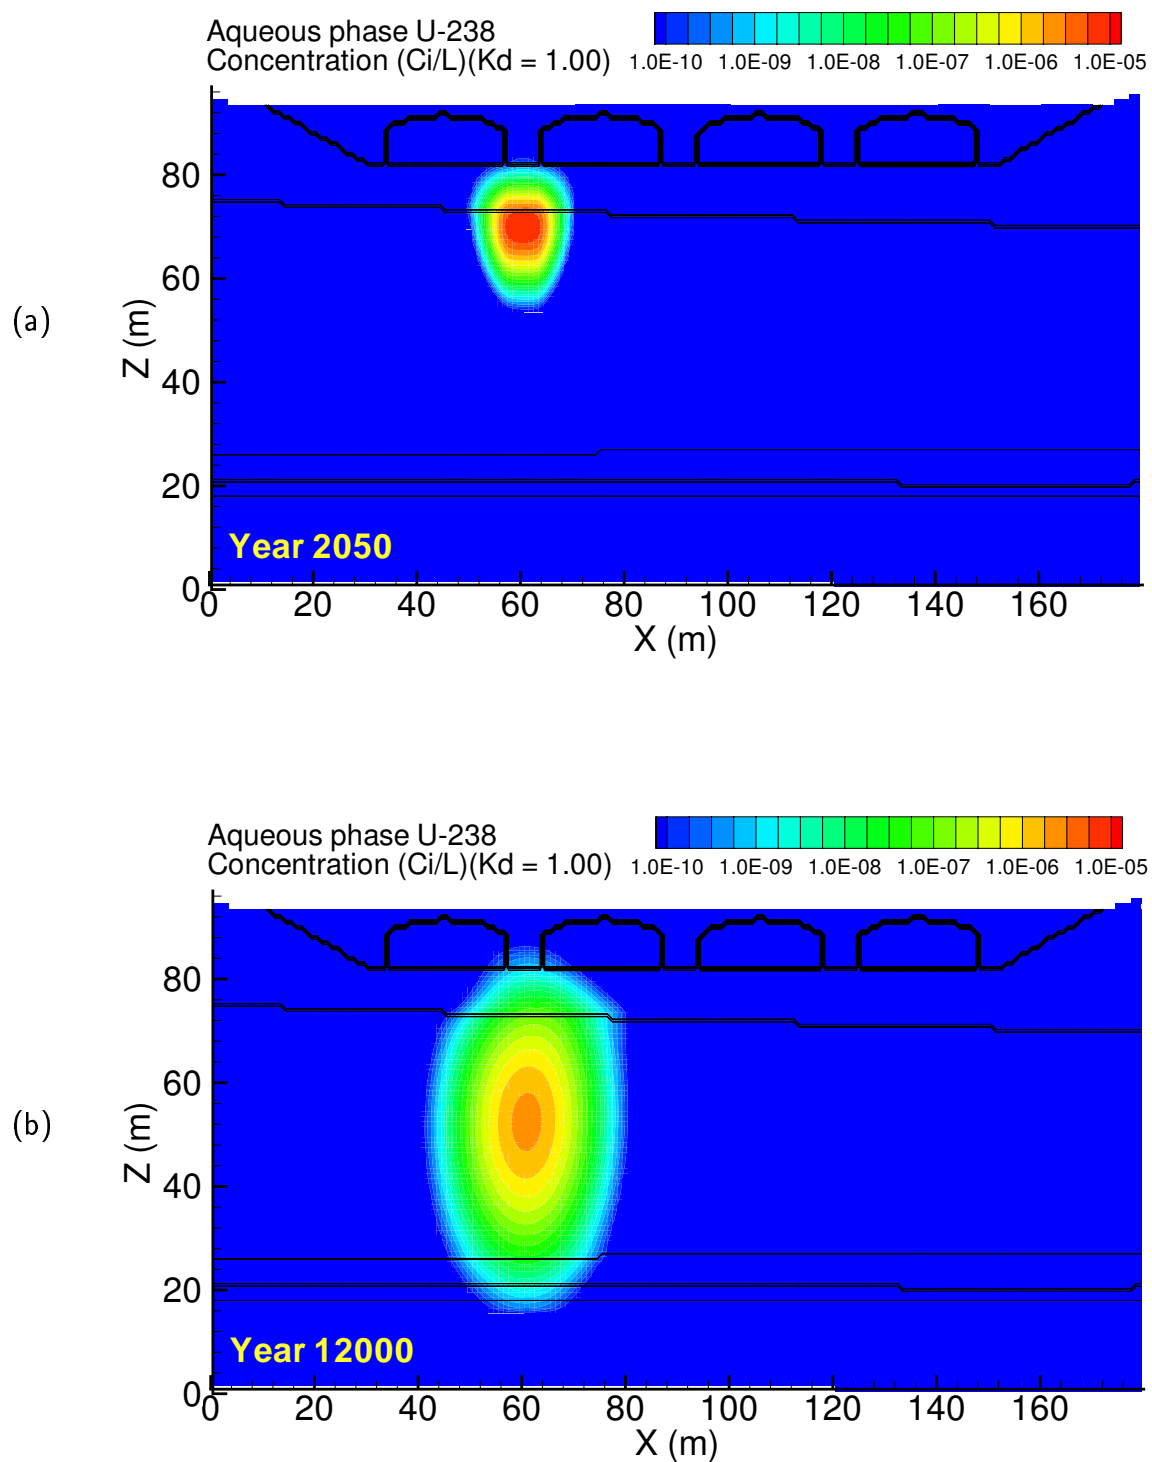 Aqueous phase U-238
Concentration (Ci/L)(Kd = 1.00)
1.0E-10 1.0E-09 1.0E-08 1.0E-07 1.0E-06 1.0E-05
80
60
40
20
0
Z (m)
(a)
Year 2050
0 20 40 60 80 100 120 140 160
X (m)
Aqueous phase U-238
Concentration (Ci/L)(Kd = 1.00)
1.0E-10 1.0E-09 1.0E-08 1.0E-07 1.0E-06 1.0E-05
80
60
40
20
0
Z (m)
(b)
Year 12000
0 20 40 60 80 100 120 140 160
X (m)